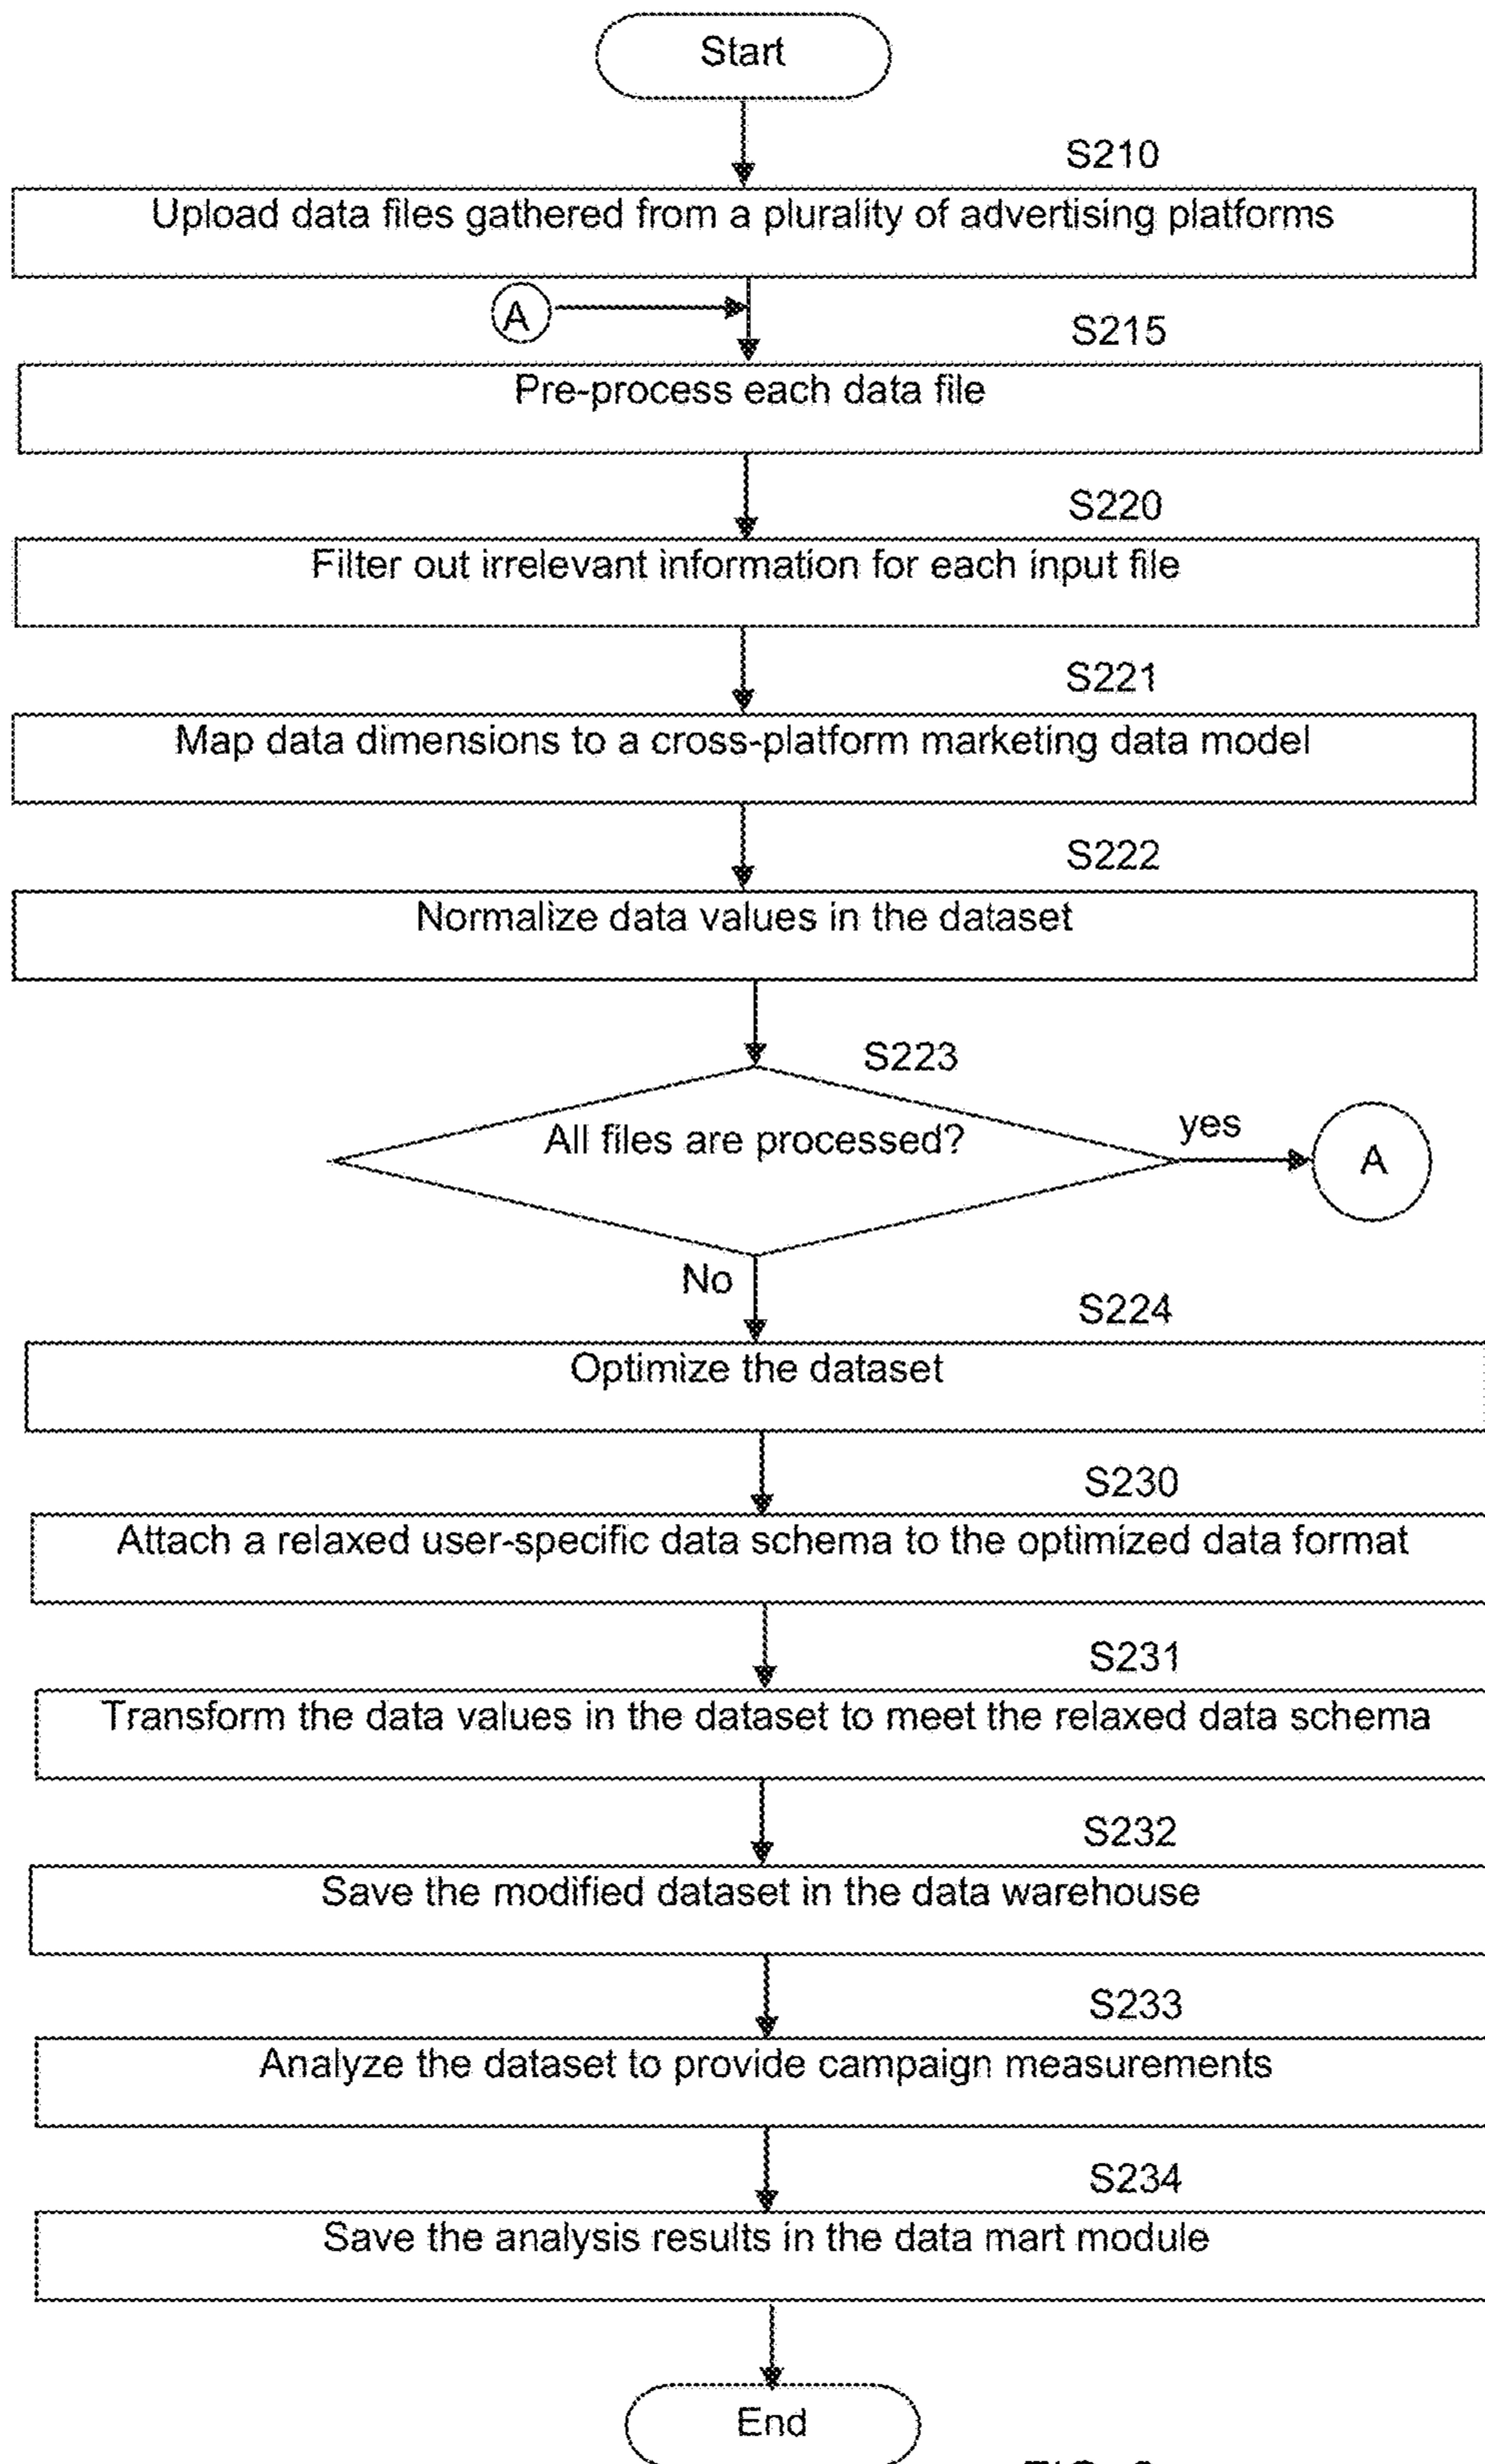 Start
S210
Upload data files gathered from a plurality of advertising platforms
A
S215
Pre-process each data file
S220
Filter out irrelevant information for each input file
S221
Map data dimensions to a cross-platform marketing data model
S222
Normalize data values in the dataset
S223
All files are processed?
yes
A
No
S224
Optimize the dataset
S230
Attach a relaxed user-specific data schema to the optimized data format
S231
Transform the data values in the dataset to meet the relaxed data schema
S232
Save the modified dataset in the data warehouse
S233
Analyze the dataset to provide campaign measurements
S234
Save the analysis results in the data mart module
End